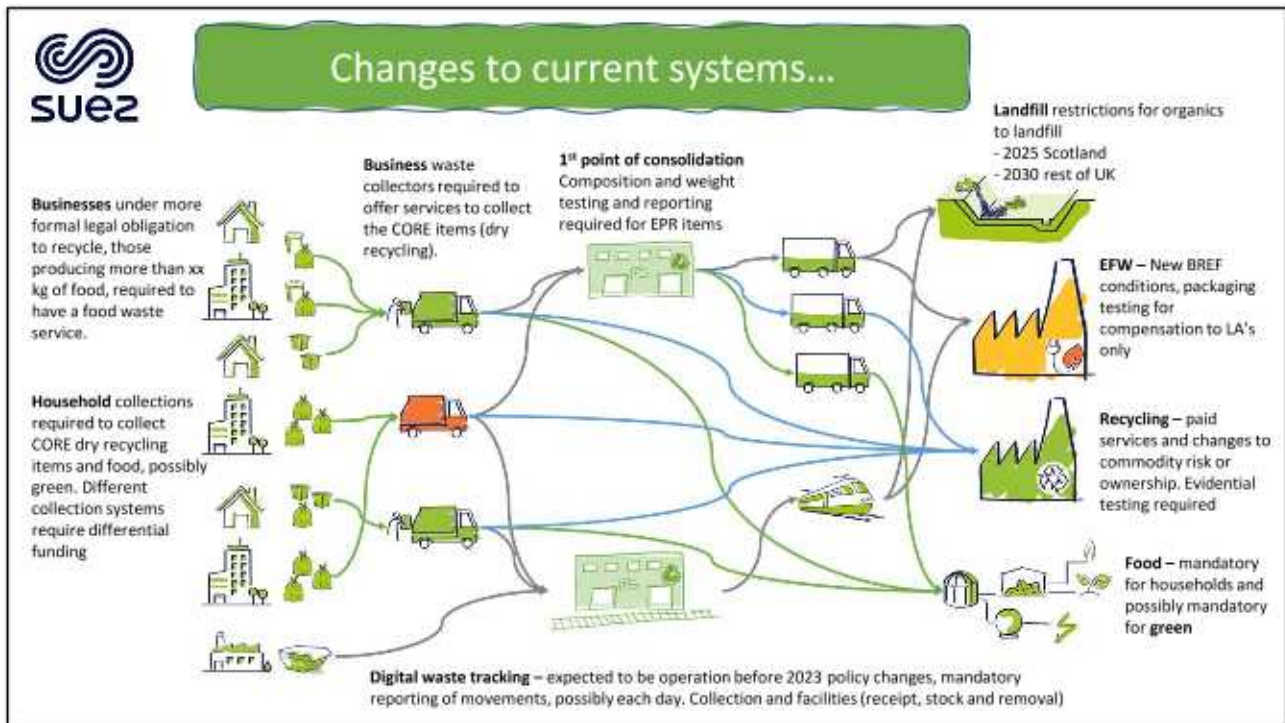 suez
Changes to current systems...
Landfill restrictions for organics
to landfill
- 2025 Scotland
- 2030 rest of UK
Business waste
collectors required to
offer services to collect
the CORE items (dry
recycling).
1st point of consolidation
Composition and weight
testing and reporting
required for EPR items
Businesses under more
formal legal obligation
to recycle, those
producing more than xx
kg of food, required to
have a food waste
service.
EFW – New BREF
conditions, packaging
testing for
compensation to LA's
only
Household collections
required to collect
CORE dry recycling
items and food, possibly
green. Different
collection systems
require differential
funding
Recycling – paid
services and changes to
commodity risk or
ownership. Evidential
testing required
Food – mandatory
for households and
possibly mandatory
for green
Digital waste tracking – expected to be operation before 2023 policy changes, mandatory
reporting of movements, possibly each day. Collection and facilities (receipt, stock and removal)